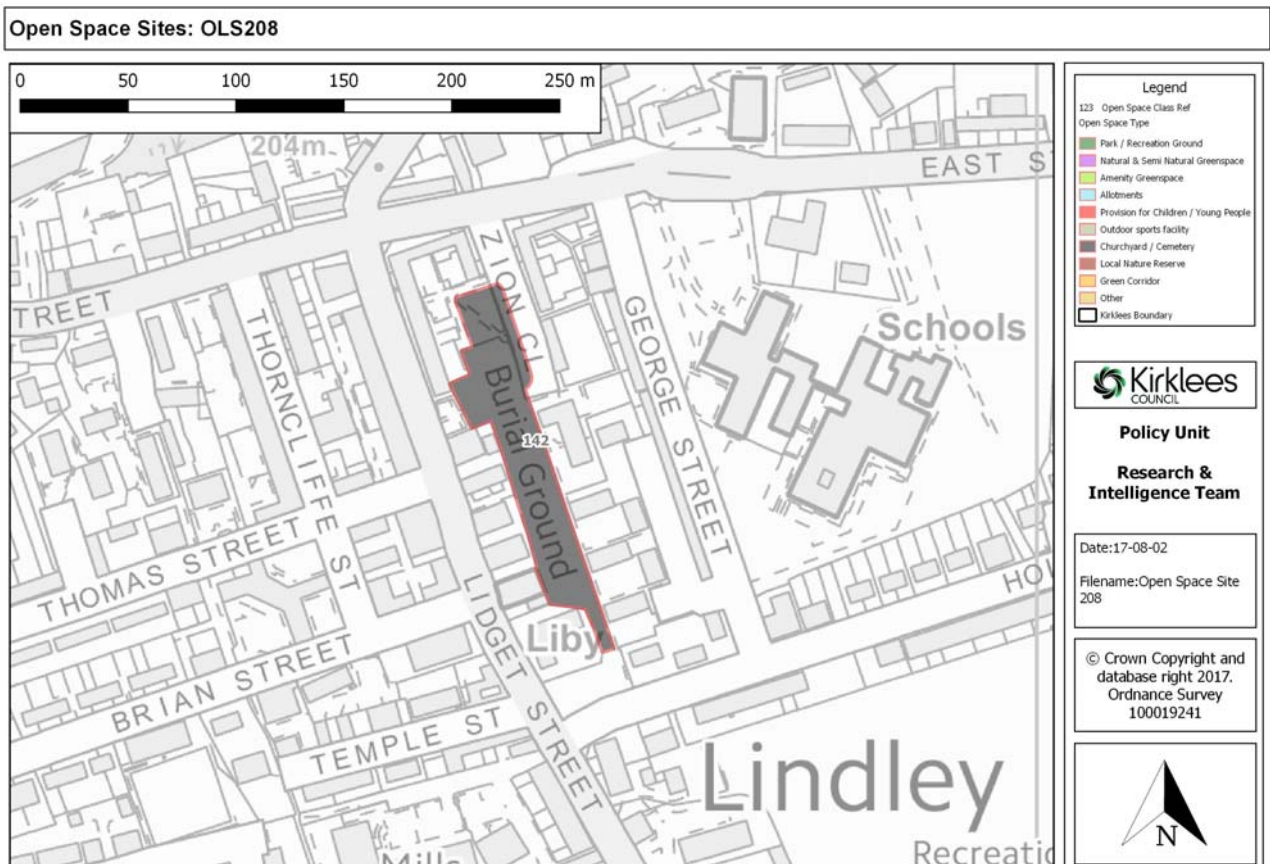 Open Space Sites: OLS208
0 50 100 150 200 250 m
204m
EAST S
ZION CL
TREET
THORNCLIFFE ST
GEORGE STREET
Schools
Burial Ground
142
THOMAS STREET
LIDGET STREET
Liby
HOL
BRIAN STREET
TEMPLE ST
Lindley
Mills
Recreatio
Legend
123 Open Space Class Ref
Open Space Type
Park / Recreation Ground
Natural & Semi Natural Greenspace
Amenity Greenspace
Allotments
Provision for Children / Young People
Outdoor sports facility
Churchyard / Cemetery
Local Nature Reserve
Green Corridor
Other
Kirklees Boundary
Kirklees
COUNCIL
Policy Unit
Research &
Intelligence Team
Date:17-08-02
Filename:Open Space Site
208
© Crown Copyright and
database right 2017.
Ordnance Survey
100019241
N